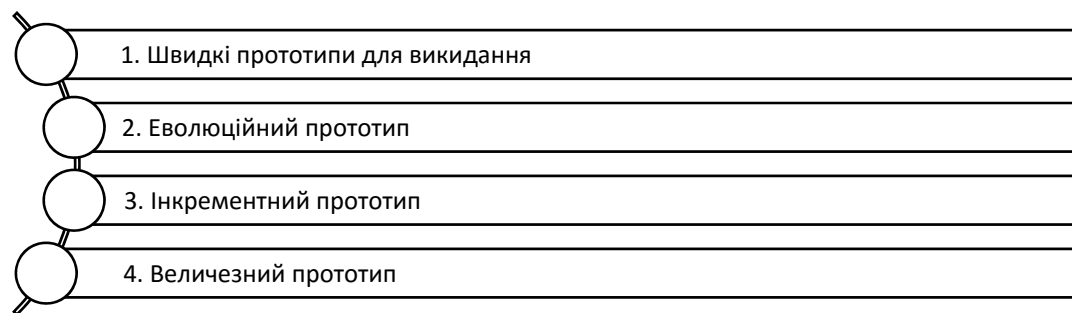 1. Швидкі прототипи для викидання
2. Еволюційний прототип
3. Інкрементний прототип
4. Величезний прототип